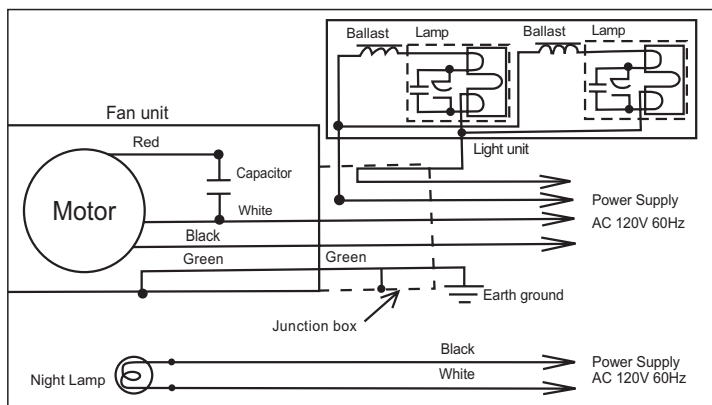 Ballast
Lamp
Ballast
Lamp
Fan unit
Red
Light unit
Capacitor
Motor
White
Power Supply
AC 120V 60Hz
Black
Green
Green
Earth ground
Junction box
Black
Night Lamp
White
Power Supply
AC 120V 60Hz